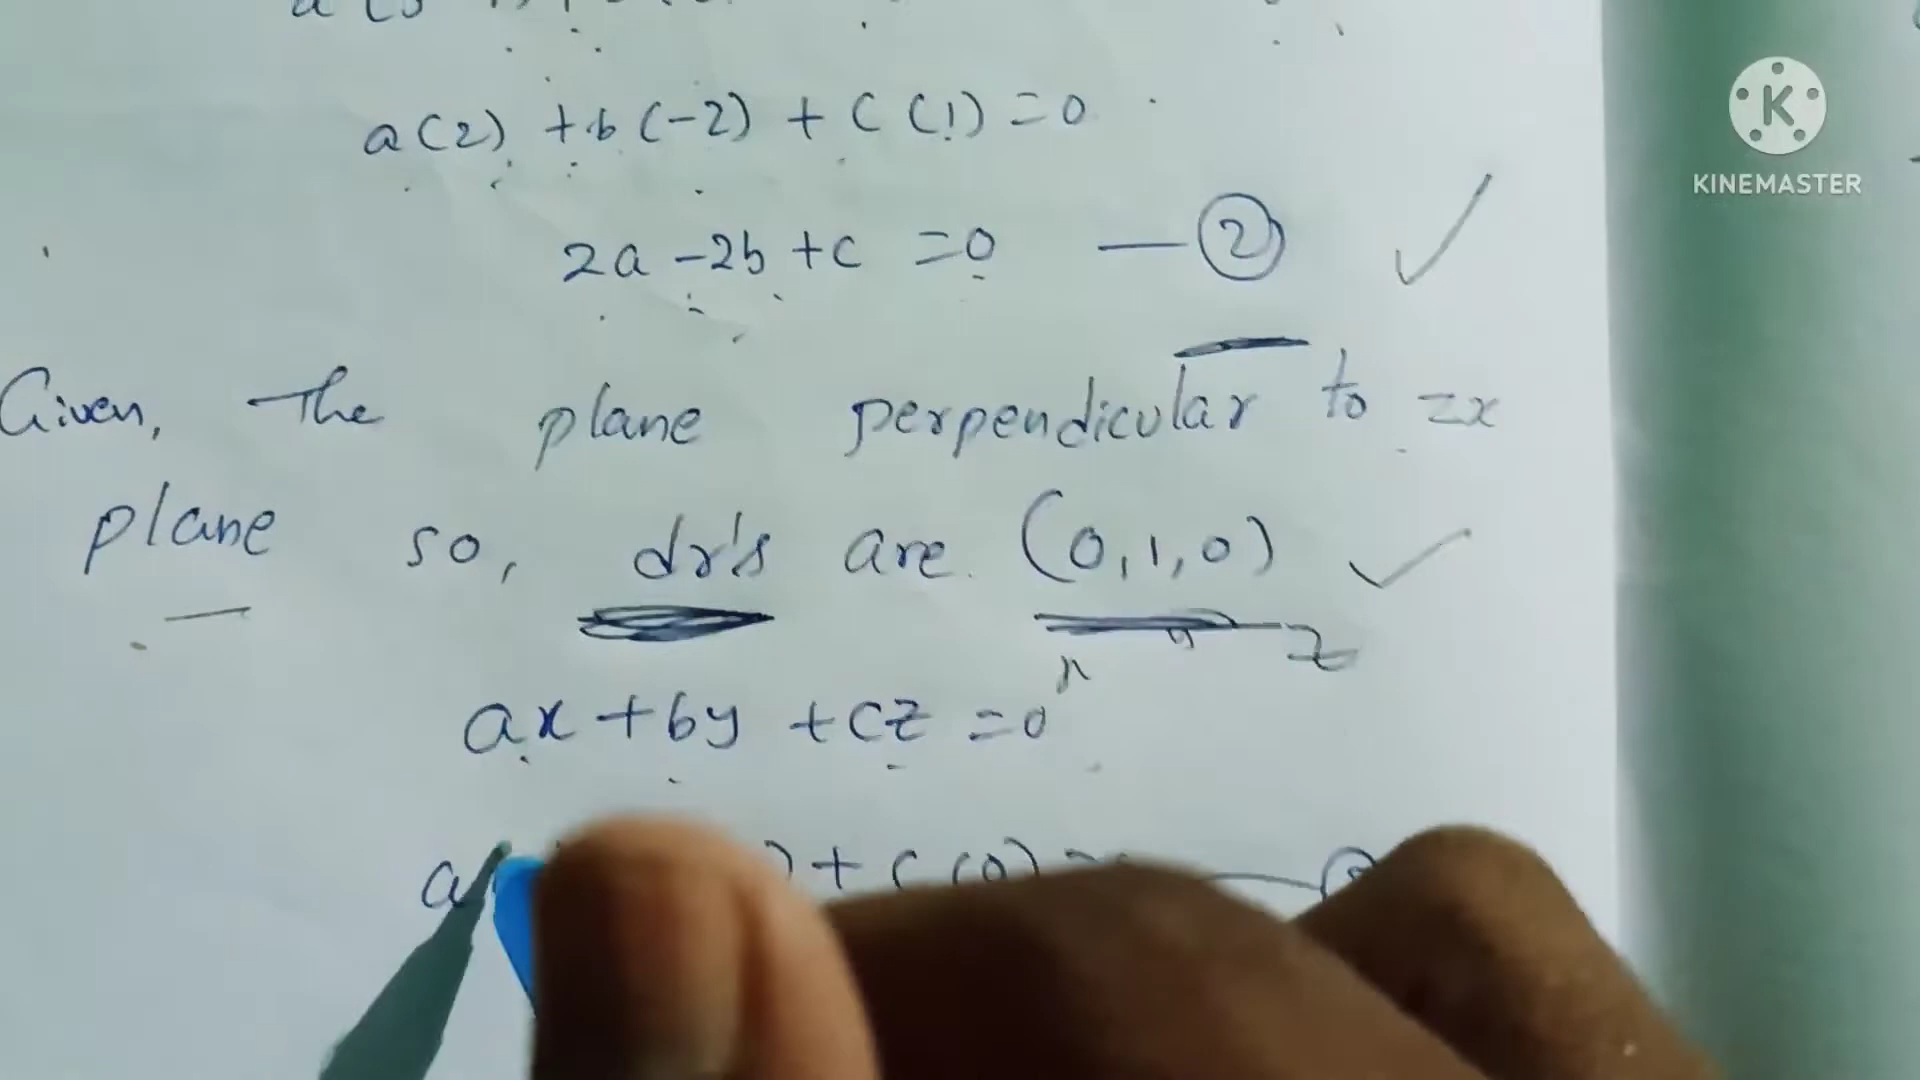 a(2) + b(-2) + c(1) = 0
2a - 2b + c = 0 — ②
KINEMASTER
Given, The plane perpendicular to zx
plane so, dr's are (0,1,0)
x y z
ax + by + cz = 0
a ) + c(0) =